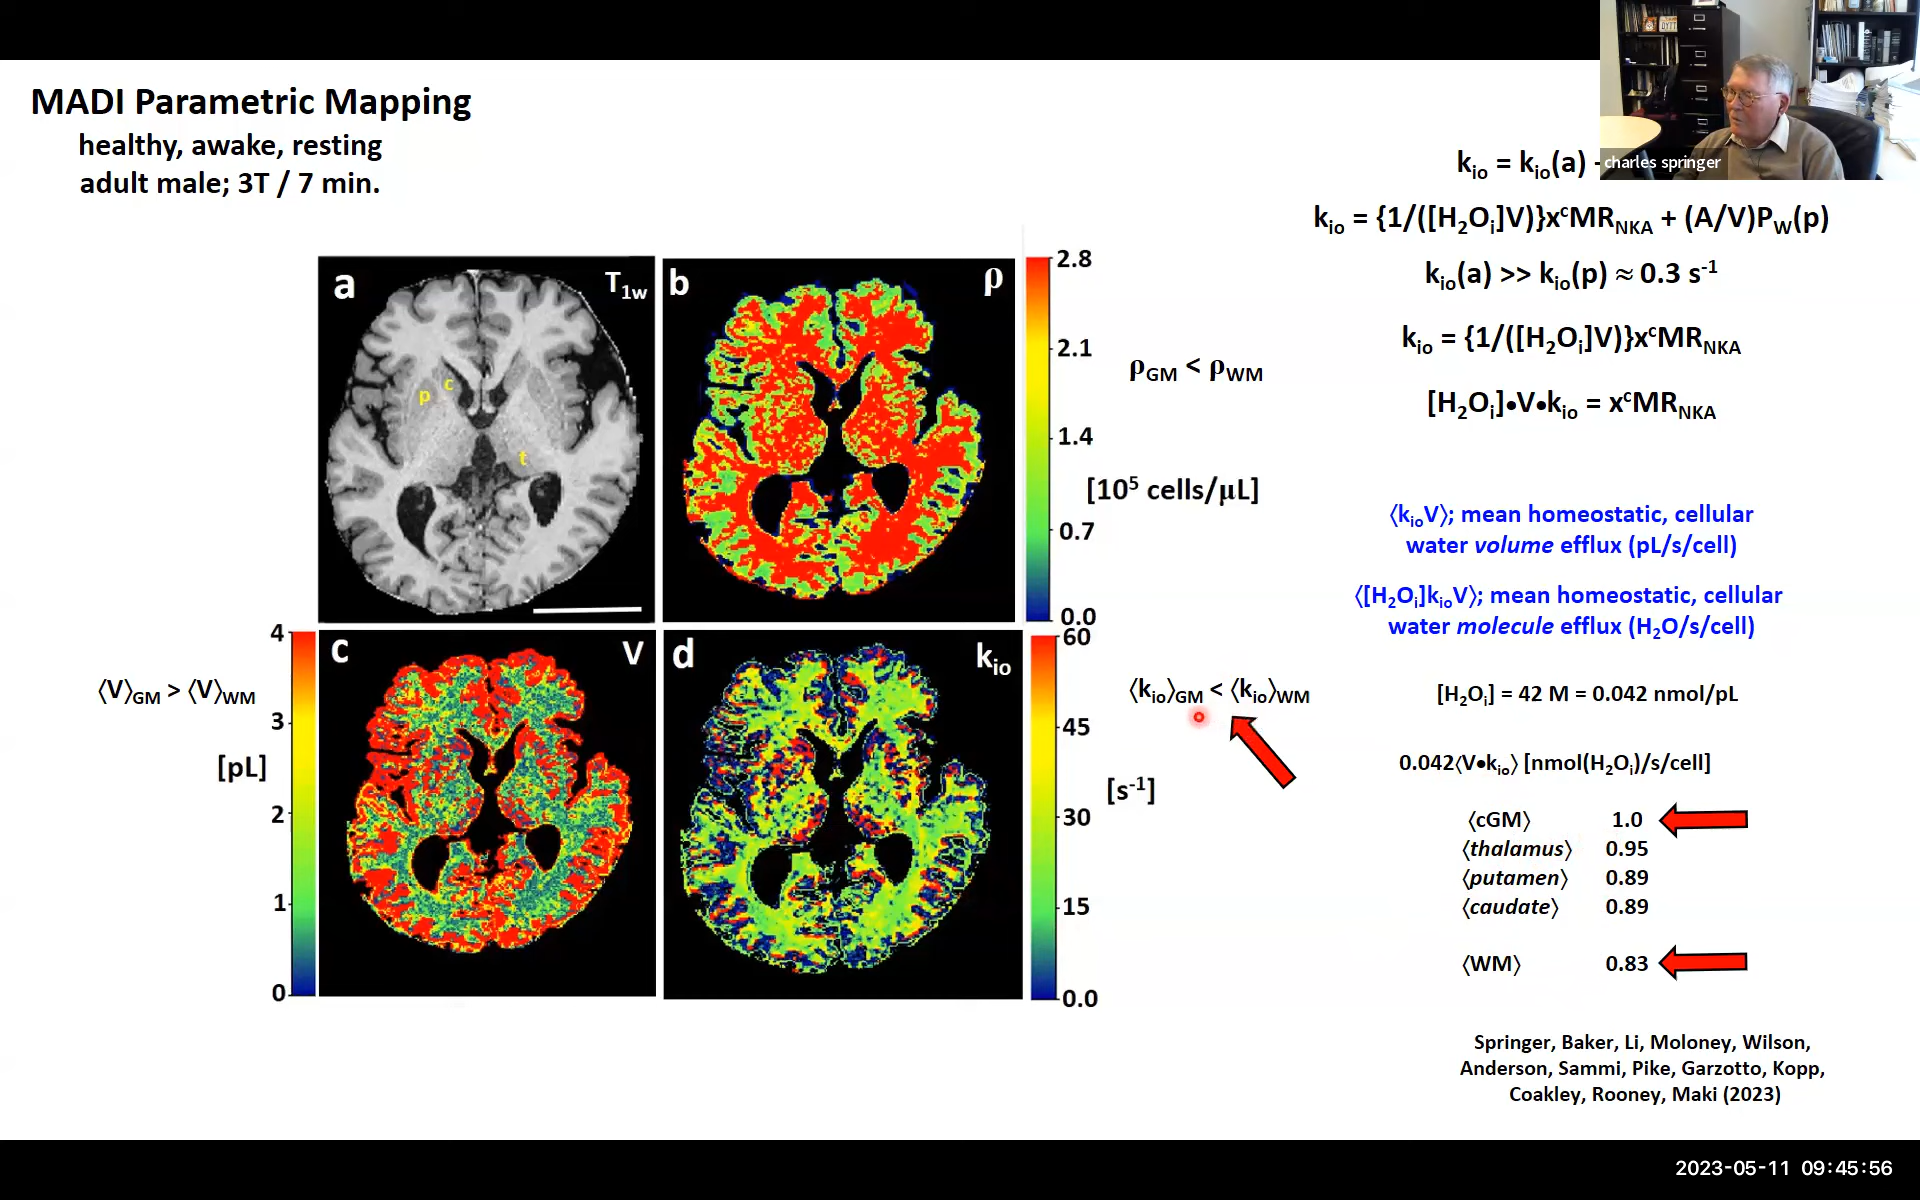 MADI Parametric Mapping
healthy, awake, resting
adult male; 3T / 7 min.
charles springer
kio = kio(a)
kio = {1/([H2Oi]V)}xcMRNKA + (A/V)PW(p)
kio(a) >> kio(p) ≈ 0.3 s-1
kio = {1/([H2Oi]V)}xcMRNKA
[H2Oi]•V•kio = xcMRNKA
a
T1w
p
c
t
b
ρ
2.8
2.1
1.4
0.7
0.0
ρGM < ρWM
[10⁵ cells/μL]
⟨kioV⟩; mean homeostatic, cellular
water volume efflux (pL/s/cell)
⟨[H2Oi]kioV⟩; mean homeostatic, cellular
water molecule efflux (H2O/s/cell)
⟨V⟩GM > ⟨V⟩WM
[pL]
4
3
2
1
0
c
V
d
kio
60
45
30
15
0.0
⟨kio⟩GM < ⟨kio⟩WM
[s-1]
[H2Oi] = 42 M = 0.042 nmol/pL
0.042⟨V•kio⟩ [nmol(H2Oi)/s/cell]
⟨cGM⟩ 1.0
⟨thalamus⟩ 0.95
⟨putamen⟩ 0.89
⟨caudate⟩ 0.89
⟨WM⟩ 0.83
Springer, Baker, Li, Moloney, Wilson,
Anderson, Sammi, Pike, Garzotto, Kopp,
Coakley, Rooney, Maki (2023)
2023-05-11 09:45:56